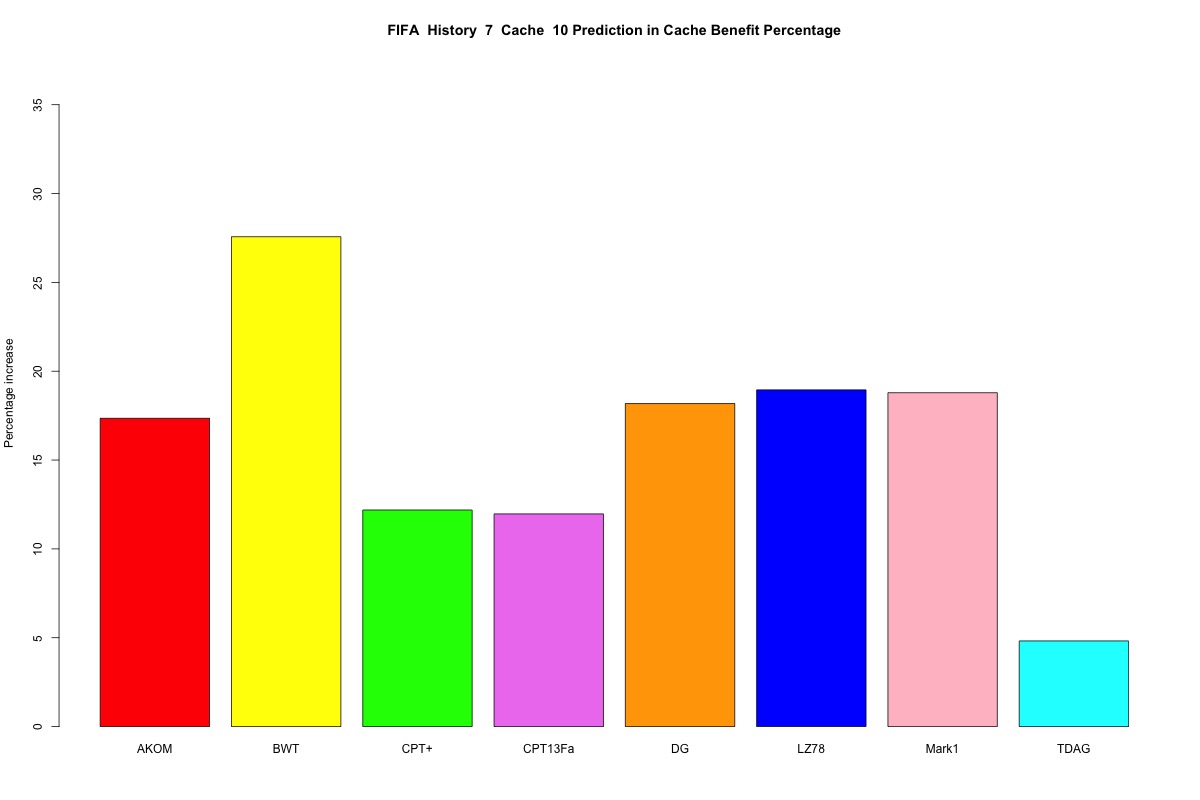 FIFA  History  7  Cache  10 Prediction in Cache Benefit Percentage
Percentage increase
35
30
25
20
15
10
5
0
AKOM BWT CPT+ CPT13Fa DG LZ78 Mark1 TDAG